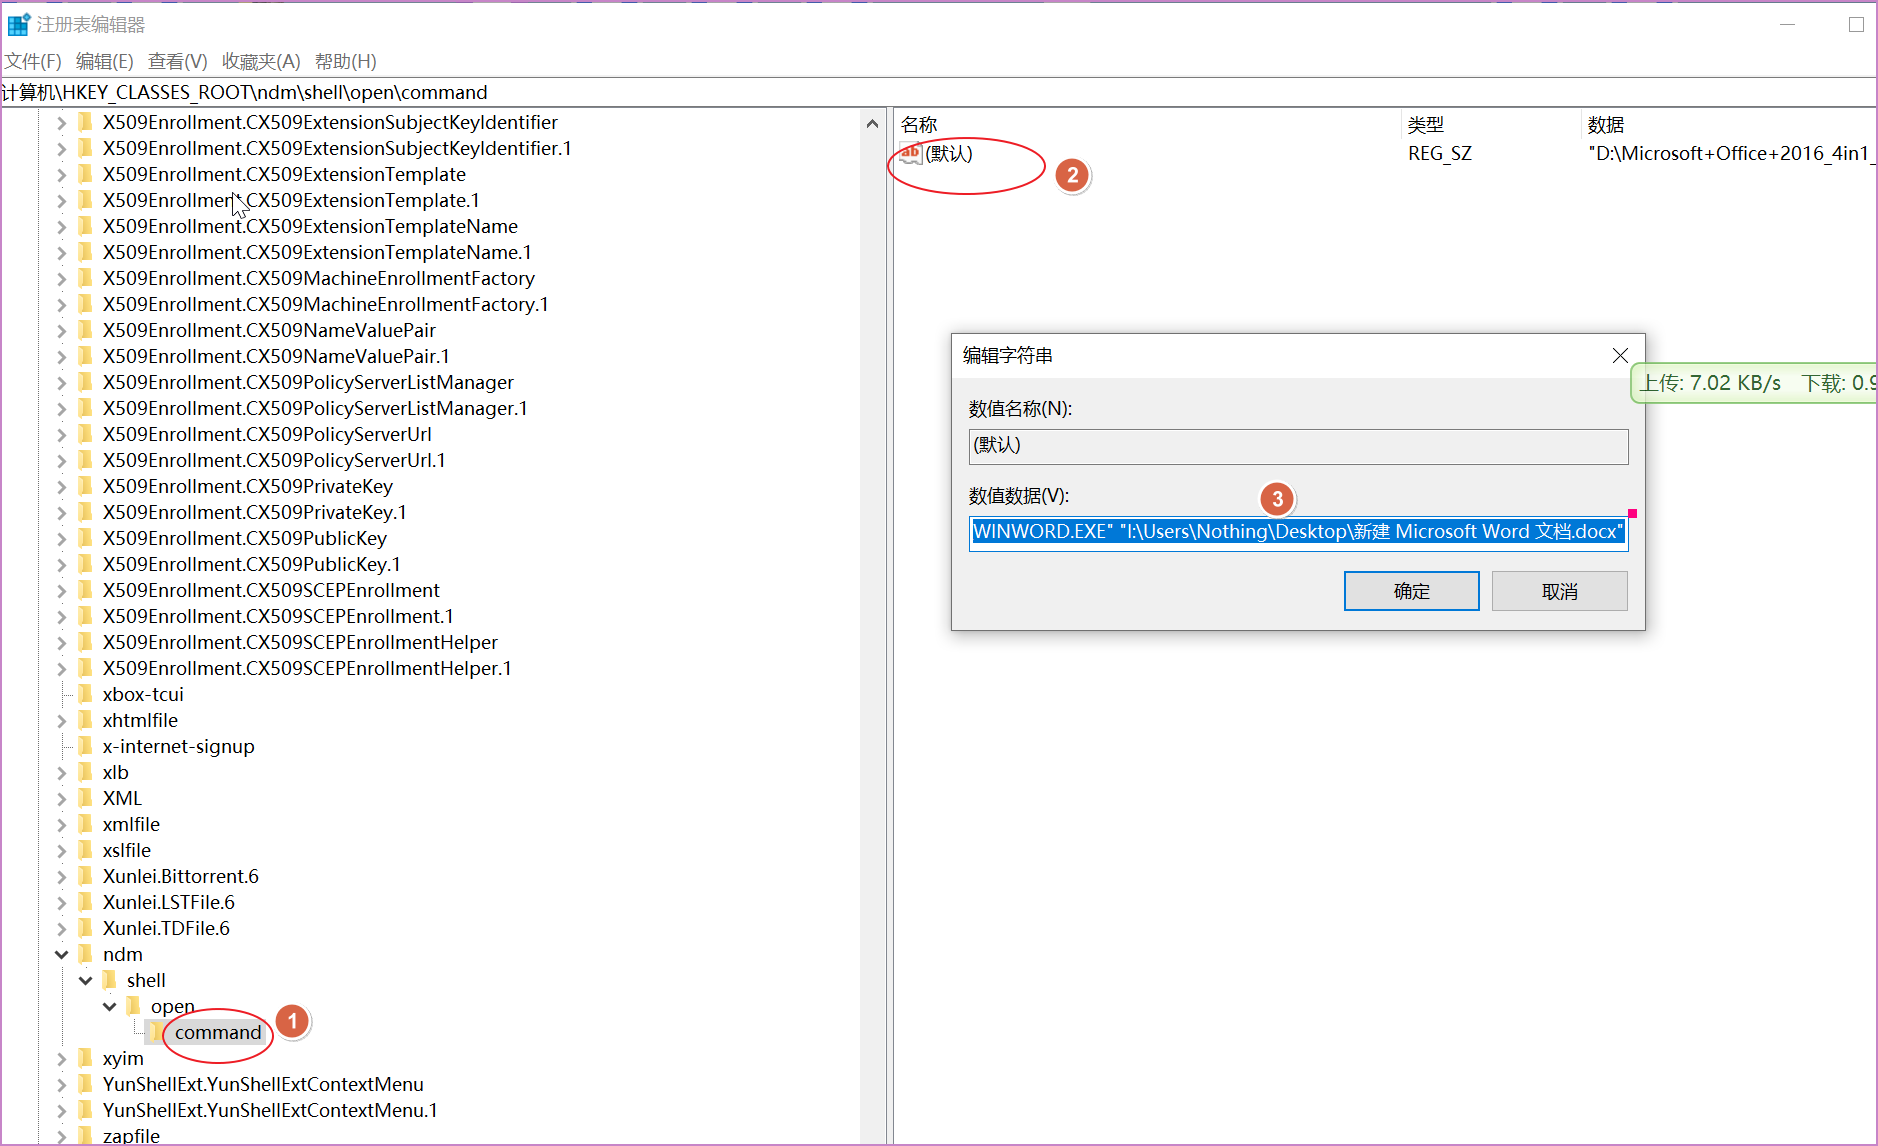 注册表编辑器
文件(F) 编辑(E) 查看(V) 收藏夹(A) 帮助(H)
计算机\HKEY_CLASSES_ROOT\ndm\shell\open\command
X509Enrollment.CX509ExtensionSubjectKeyIdentifier
X509Enrollment.CX509ExtensionSubjectKeyIdentifier.1
X509Enrollment.CX509ExtensionTemplate
X509Enrollment.CX509ExtensionTemplate.1
X509Enrollment.CX509ExtensionTemplateName
X509Enrollment.CX509ExtensionTemplateName.1
X509Enrollment.CX509MachineEnrollmentFactory
X509Enrollment.CX509MachineEnrollmentFactory.1
X509Enrollment.CX509NameValuePair
X509Enrollment.CX509NameValuePair.1
X509Enrollment.CX509PolicyServerListManager
X509Enrollment.CX509PolicyServerListManager.1
X509Enrollment.CX509PolicyServerUrl
X509Enrollment.CX509PolicyServerUrl.1
X509Enrollment.CX509PrivateKey
X509Enrollment.CX509PrivateKey.1
X509Enrollment.CX509PublicKey
X509Enrollment.CX509PublicKey.1
X509Enrollment.CX509SCEPEnrollment
X509Enrollment.CX509SCEPEnrollment.1
X509Enrollment.CX509SCEPEnrollmentHelper
X509Enrollment.CX509SCEPEnrollmentHelper.1
xbox-tcui
xhtmlfile
x-internet-signup
xlb
XML
xmlfile
xslfile
Xunlei.Bittorrent.6
Xunlei.LSTFile.6
Xunlei.TDFile.6
ndm
shell
open
command
1
xyim
YunShellExt.YunShellExtContextMenu
YunShellExt.YunShellExtContextMenu.1
zapfile
名称 类型 数据
ab (默认) REG_SZ "D:\Microsoft+Office+2016_4in1_
2
编辑字符串
上传: 7.02 KB/s 下载: 0.9
数值名称(N):
(默认)
数值数据(V):
3
WINWORD.EXE" "I:\Users\Nothing\Desktop\新建 Microsoft Word 文档.docx"
确定 取消